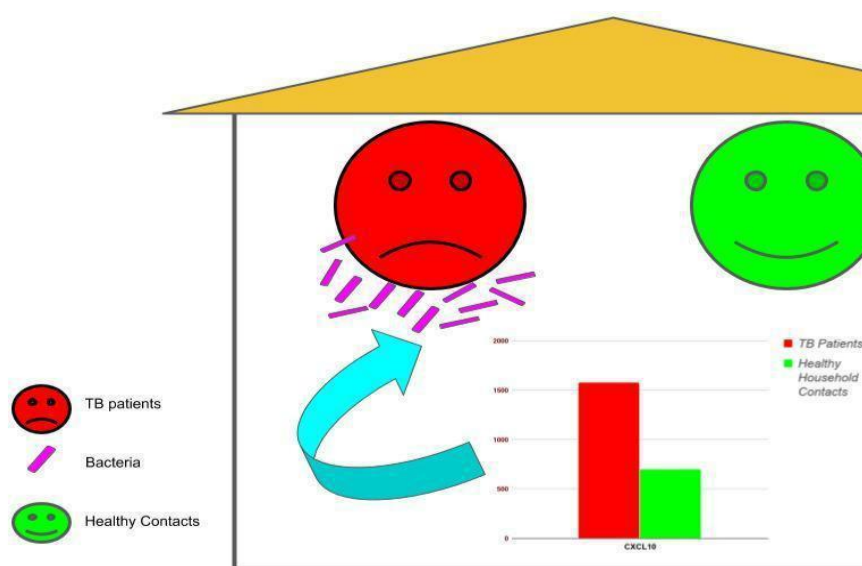 TB patients
Bacteria
Healthy Contacts
2000
1500
1000
500
0
CXCL10
TB Patients
Healthy
Household
Contacts